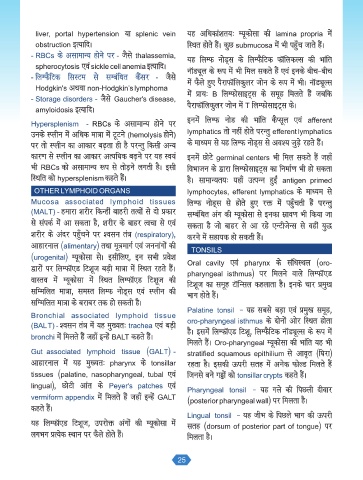 liver, portal hypertension या splenic vein
obstruction इत्यादि।
- RBCs के असामान्य होने पर - जैसे thalassemia,
spherocytosis एवं sickle cell anemia इत्यादि।
- लिम्फैटिक सिस्टम से सम्बंधित कैंसर - जैसे
Hodgkin's अथवा non-Hodgkin's lymphoma
- Storage disorders - जैसे Gaucher's disease,
amyloidosis इत्यादि।
Hypersplenism - RBCs के असामान्य होने पर
उनके स्प्लीन में अधिक मात्रा में टूटने (hemolysis होने)
पर तो स्प्लीन का आकार बढ़ता ही है परन्तु किसी अन्य
कारण से स्प्लीन का आकार अत्यधिक बढ़ने पर यह स्वयं
भी RBCs को असामान्य रूप से तोड़ने लगती है। इसी
स्थिति को hypersplenism कहते हैं।
OTHER LYMPHOID ORGANS
Mucosa associated lymphoid tissues
(MALT) - हमारा शरीर किन्हीं बाहरी तत्वों से दो प्रकार
से संपर्क में आ सकता है, शरीर के बाहर त्वचा से एवं
शरीर के अंदर पहुँचने पर श्वसन तंत्र (respiratory),
आहारनाल (alimentary) तथा मूत्रमार्ग एवं जननांगों की
(urogenital) म्यूकोसा से। इसीलिए, इन सभी प्रवेश
द्वारों पर लिम्फॉइड टिशूज़ बड़ी मात्रा में स्थित रहते हैं।
वास्तव में म्यूकोसा में स्थित लिम्फॉइड टिशूज़ की
सम्मिलित मात्रा, समस्त लिम्फ नोड्स एवं स्प्लीन की
सम्मिलित मात्रा के बराबर तक हो सकती है।
Bronchial associated lymphoid tissue
(BALT) - श्वसन तंत्र में यह मुख्यतः trachea एवं बड़ी
bronchi में मिलते हैं जहाँ इन्हें BALT कहते हैं।
Gut associated lymphoid tissue (GALT) -
आहारनाल में यह मुख्यतः pharynx के tonsillar
tissues (palatine, nasopharyngeal, tubal एवं
lingual), छोटी आंत के Peyer's patches एवं
vermiform appendix में मिलते हैं जहाँ इन्हें GALT
कहते हैं।
यह लिम्फॉइड टिशूज़, उपरोक्त अंगों की म्यूकोसा में
लगभग प्रत्येक स्थान पर फैले होते हैं।
यह अधिकांशतः म्यूकोसा की lamina propria में
स्थित होते हैं। कुछ submucosa में भी पहुँच जाते हैं।
यह लिम्फ नोड्स के लिम्फैटिक फॉलिकल्स की भांति
नॉड्यूल के रूप में भी मिल सकते हैं एवं इनके बीच-बीच
में फैले हुए पैराफॉलिकुलर जोन के रूप में भी। नॉड्यूल्स
में प्रायः B लिम्फोसाइट्स के समूह मिलते हैं जबकि
पैराफॉलिकुलर जोन में T लिम्फोसाइट्स के।
इनमें लिम्फ नोड की भांति कैप्सूल एवं afferent
lymphatics तो नहीं होते परन्तु efferent lymphatics
के माध्यम से यह लिम्फ नोड्स से अवश्य जुड़े रहते हैं।
इनमें छोटे germinal centers भी मिल सकते हैं जहाँ
विभाजन के द्वारा लिम्फोसाइट्स का निर्माण भी हो सकता
है। सामान्यतः यहाँ उत्पन्न हुई antigen primed
lymphocytes, efferent lymphatics के माध्यम से
लिम्फ नोड्स से होते हुए रक्त में पहुँचती हैं परन्तु
सम्बंधित अंग की म्यूकोसा से इनका स्रावण भी किया जा
सकता है जो बाहर से आ रहे एन्टीजेन्स से वहीं युद्ध
करने में सहायक हो सकती हैं।
TONSILS
Oral cavity एवं pharynx के संधिस्थल (oro-
pharyngeal isthmus) पर मिलने वाले लिम्फॉइड
टिशूज़ का समूह टॉन्सिल कहलाता है। इनके चार प्रमुख
भाग होते हैं।
Palatine tonsil - यह सबसे बड़ा एवं प्रमुख समूह,
oro-pharyngeal isthmus के दोनों ओर स्थित होता
है। इसमें लिम्फॉइड टिशू, लिम्फैटिक नॉड्यूल्स के रूप में
मिलते हैं। Oro-pharyngeal म्यूकोसा की भांति यह भी
stratified squamous epithelium से आवृत (घिरा)
रहता है। इसकी ऊपरी सतह में अनेक फोल्ड मिलते हैं
जिनसे बने गड्ढों को tonsillar crypts कहते हैं।
Pharyngeal tonsil - यह गले की पिछली दीवार
(posterior pharyngeal wall) पर मिलता है।
Lingual tonsil - यह जीभ के पिछले भाग की ऊपरी
सतह (dorsum of posterior part of tongue) पर
मिलता है।
25